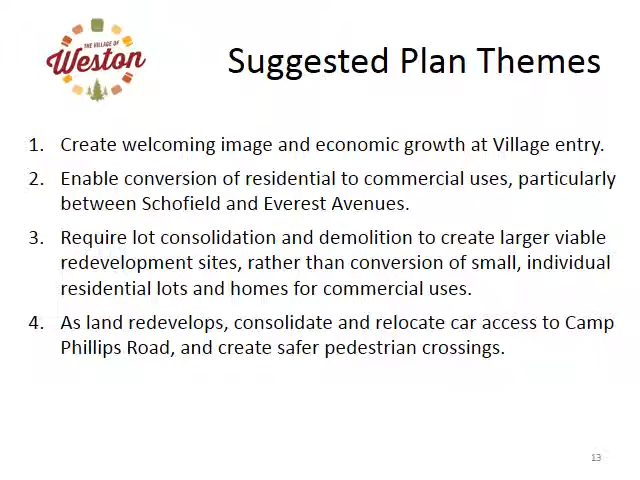 THE VILLAGE OF
Weston
Suggested Plan Themes
1. Create welcoming image and economic growth at Village entry.
2. Enable conversion of residential to commercial uses, particularly
between Schofield and Everest Avenues.
3. Require lot consolidation and demolition to create larger viable
redevelopment sites, rather than conversion of small, individual
residential lots and homes for commercial uses.
4. As land redevelops, consolidate and relocate car access to Camp
Phillips Road, and create safer pedestrian crossings.
13